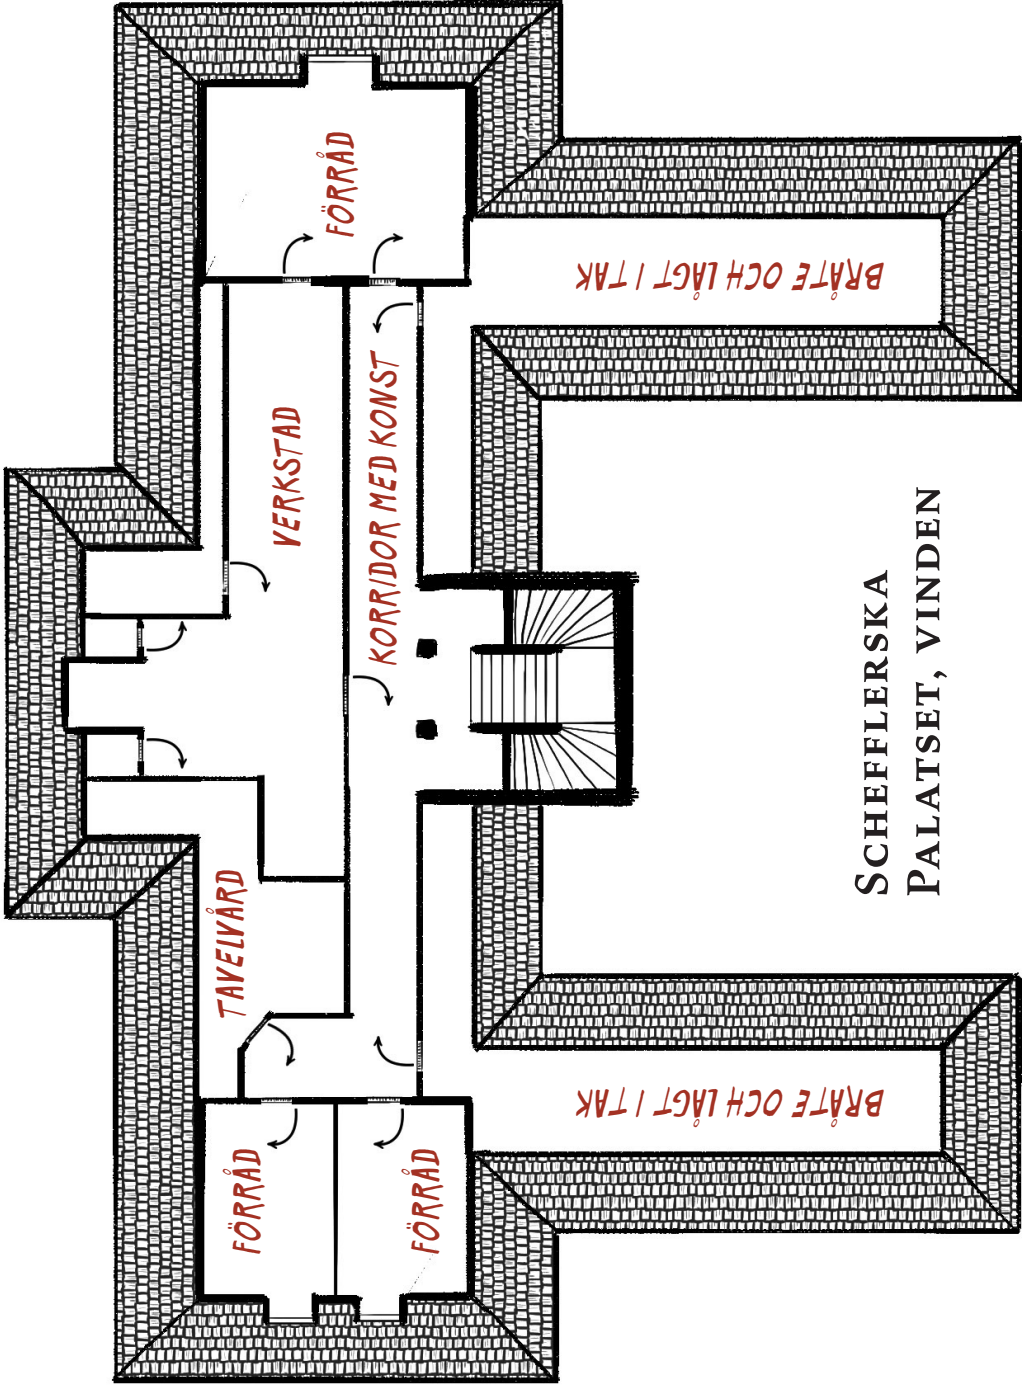 TAVELVÅRD
FÖRRÅD
VERKSTAD
FÖRRÅD
KORRIDOR MED KONST
FÖRRÅD
BRÅTE OCH LÅGT I TAK
BRÅTE OCH LÅGT I TAK
SCHEFFLERSKA
PALATSET, VINDEN